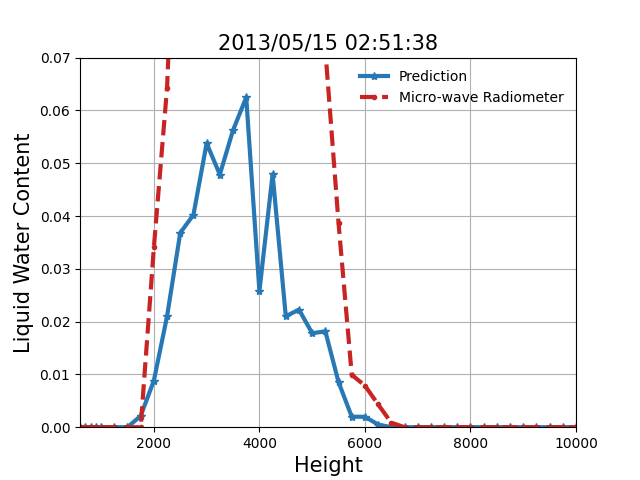 2013/05/15 02:51:38
Prediction
Micro-wave Radiometer
Liquid Water Content
0.07
0.06
0.05
0.04
0.03
0.02
0.01
0.00
2000 4000 6000 8000 10000
Height